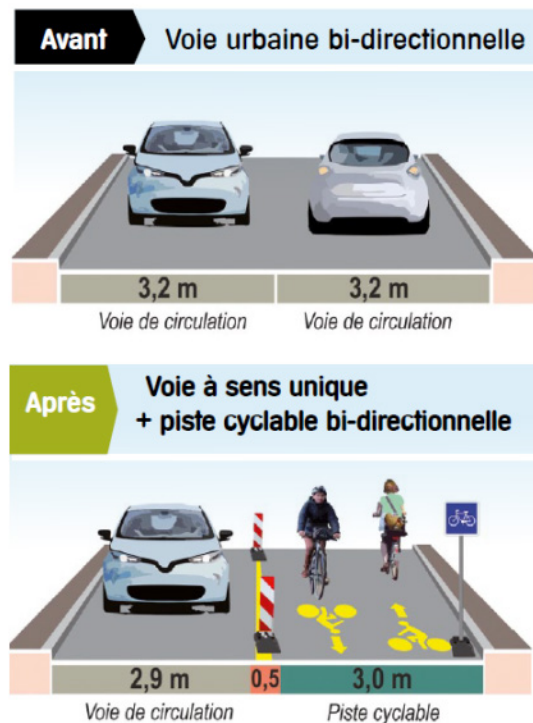 Avant
Voie urbaine bi-directionnelle
3,2 m
3,2 m
Voie de circulation
Voie de circulation
Après
Voie à sens unique
+ piste cyclable bi-directionnelle
2,9 m
0,5
3,0 m
Voie de circulation
Piste cyclable